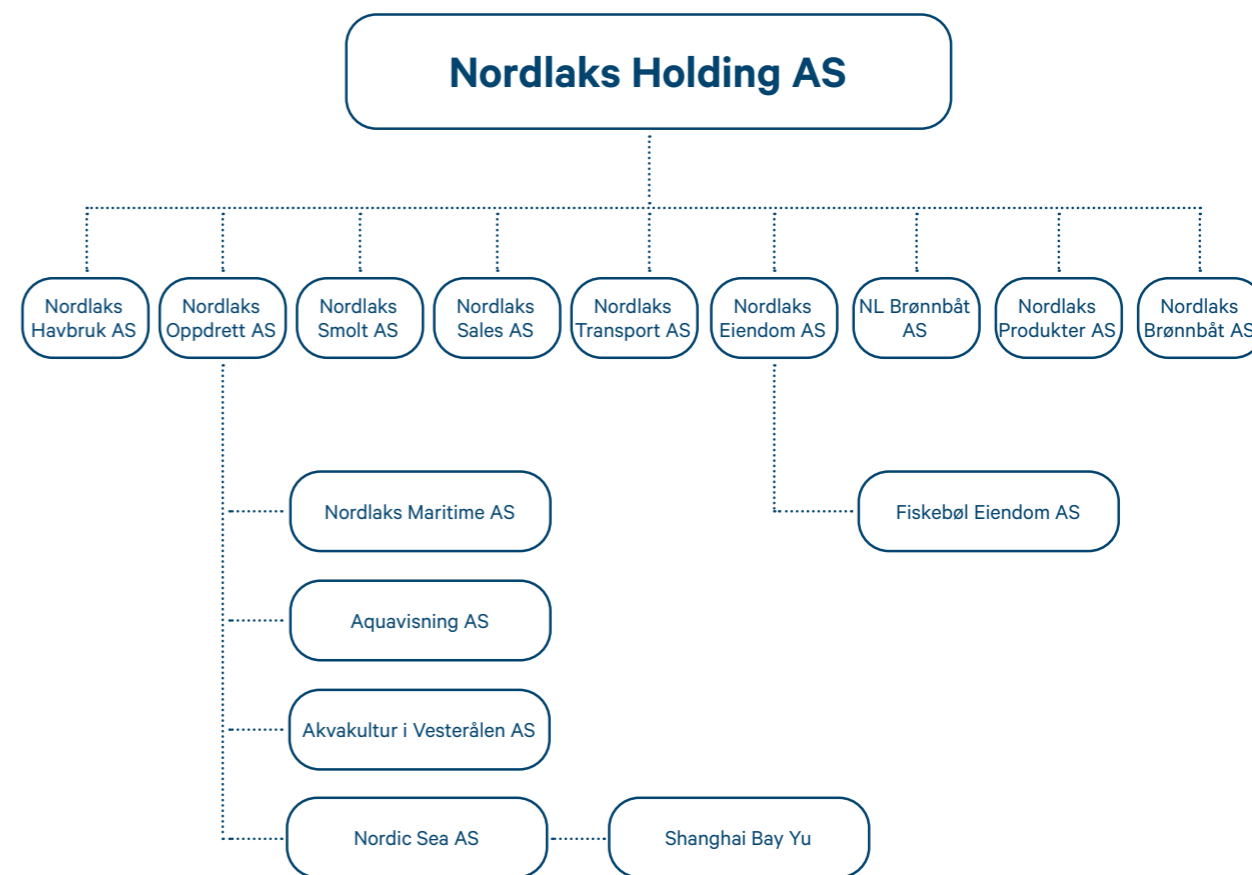 Nordlaks Holding AS
Nordlaks
Havbruk AS
Nordlaks
Oppdrett AS
Nordlaks
Smolt AS
Nordlaks
Sales AS
Nordlaks
Transport AS
Nordlaks
Eiendom AS
NL Brønnbåt
AS
Nordlaks
Produkter AS
Nordlaks
Brønnbåt AS
Nordlaks Maritime AS
Fiskebøl Eiendom AS
Aquavisning AS
Akvakultur i Vesterålen AS
Nordic Sea AS
Shanghai Bay Yu